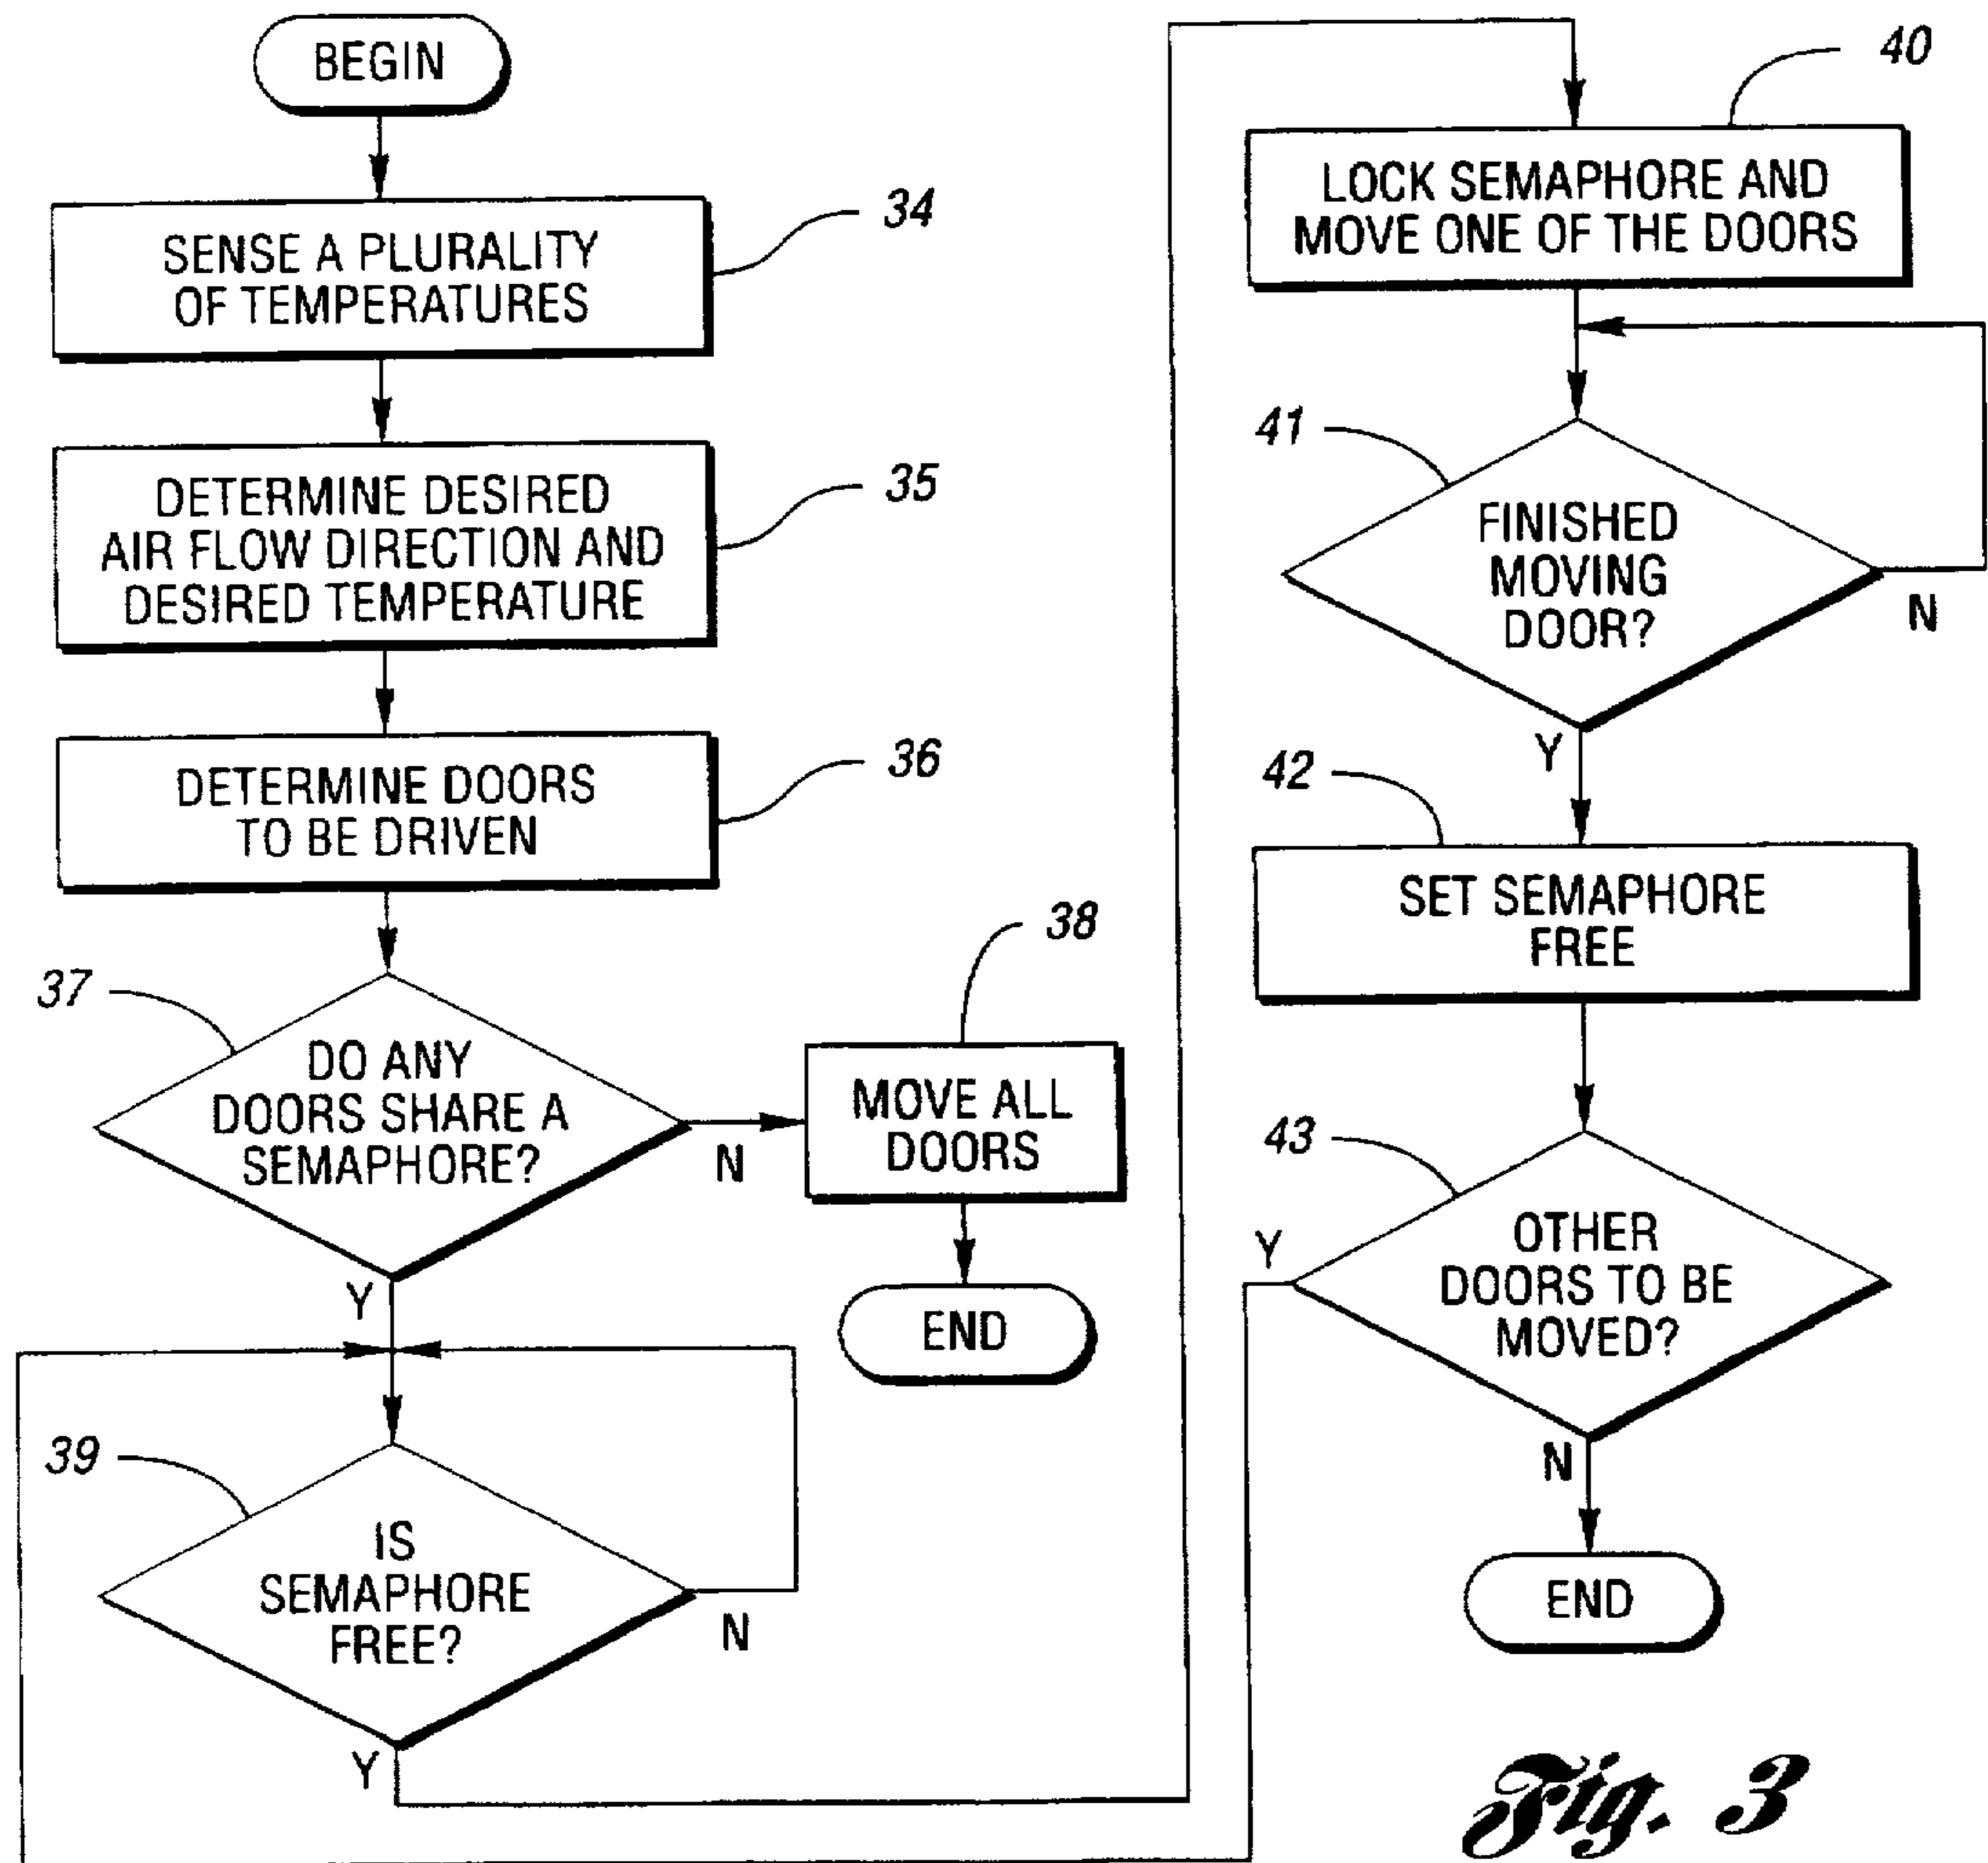 BEGIN
SENSE A PLURALITY
OF TEMPERATURES
34
DETERMINE DESIRED
AIR FLOW DIRECTION AND
DESIRED TEMPERATURE
35
DETERMINE DOORS
TO BE DRIVEN
36
37
DO ANY
DOORS SHARE A
SEMAPHORE?
N
Y
38
MOVE ALL
DOORS
END
39
IS
SEMAPHORE
FREE?
N
Y
40
LOCK SEMAPHORE AND
MOVE ONE OF THE DOORS
41
FINISHED
MOVING
DOOR?
N
Y
42
SET SEMAPHORE
FREE
43
OTHER
DOORS TO BE
MOVED?
Y
N
END
Fig. 3